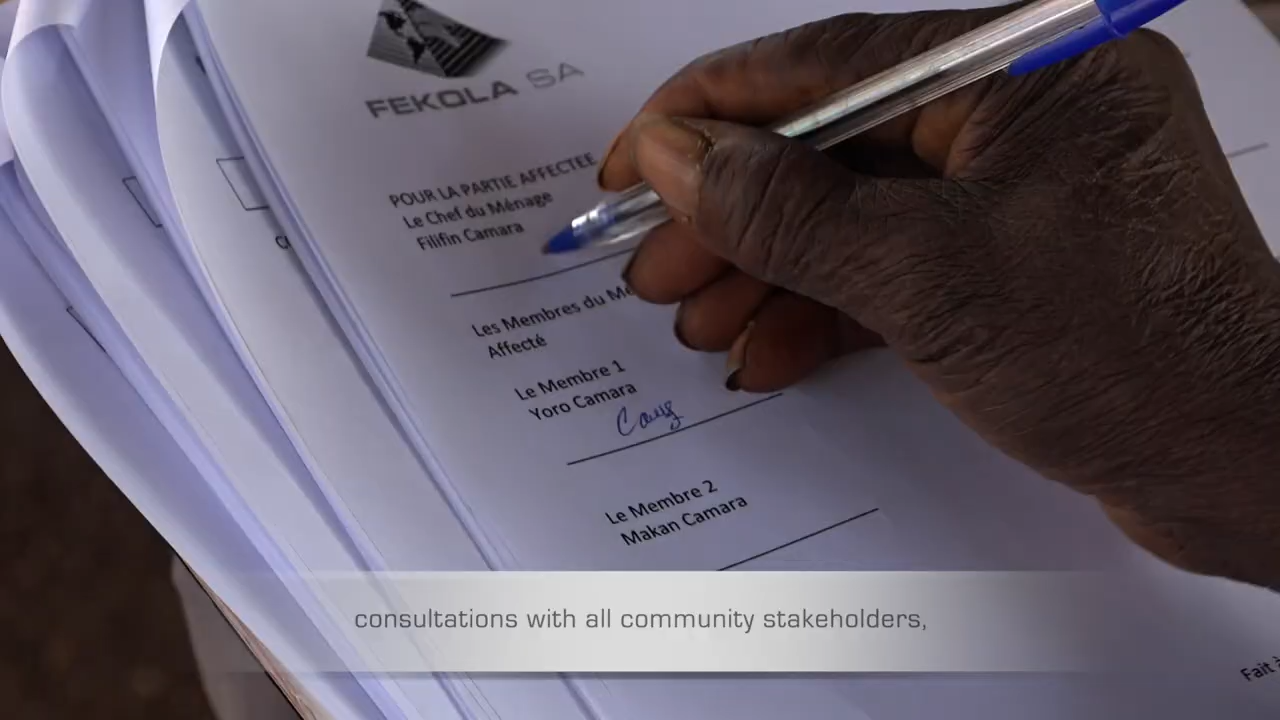 FEKOLA SA
POUR LA PARTIE AFFECTEE
Le Chef du Ménage
Filifin Camara
Les Membres du
Affecté
Le Membre 1
Yoro Camara
Le Membre 2
Makan Camara
consultations with all community stakeholders,
Fait à